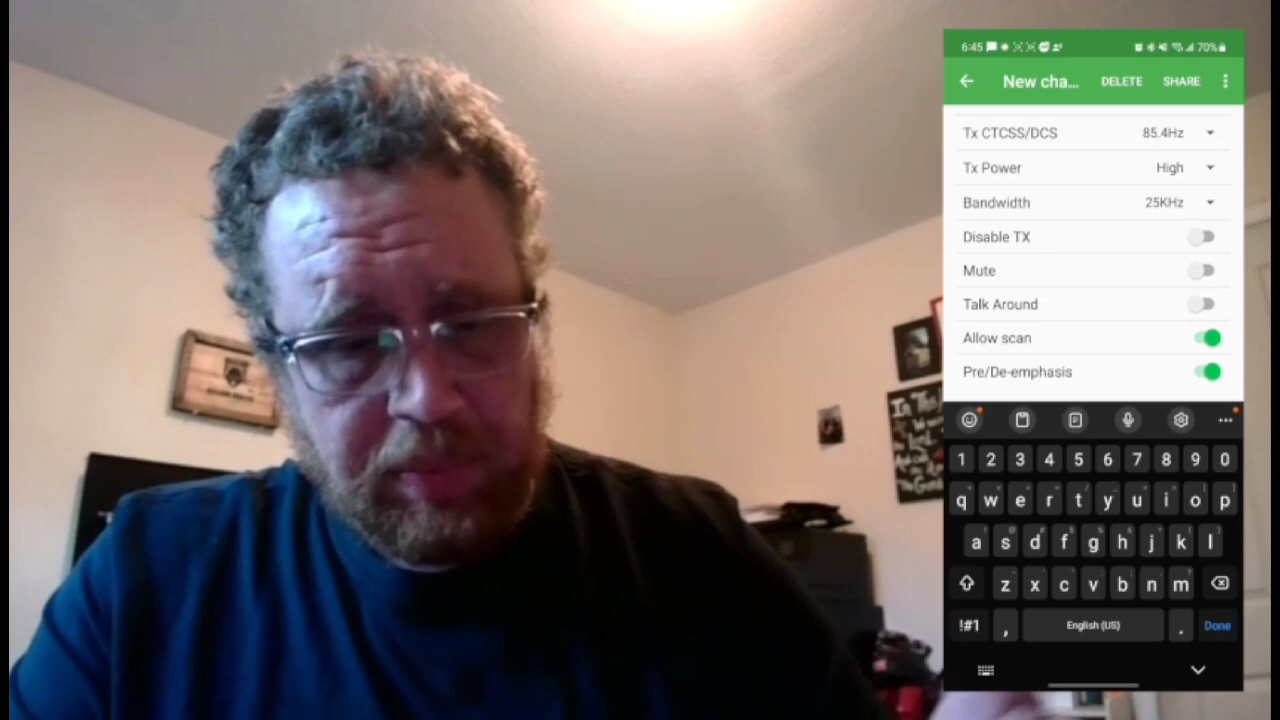 6:45 70%
New cha... DELETE SHARE
Tx CTCSS/DCS 85.4Hz
Tx Power High
Bandwidth 25KHz
Disable TX
Mute
Talk Around
Allow scan
Pre/De-emphasis
1 2 3 4 5 6 7 8 9 0
q w e r t y u i o p
a s d f g h j k l
z x c v b n m
!#1 , English (US) . Done
In This